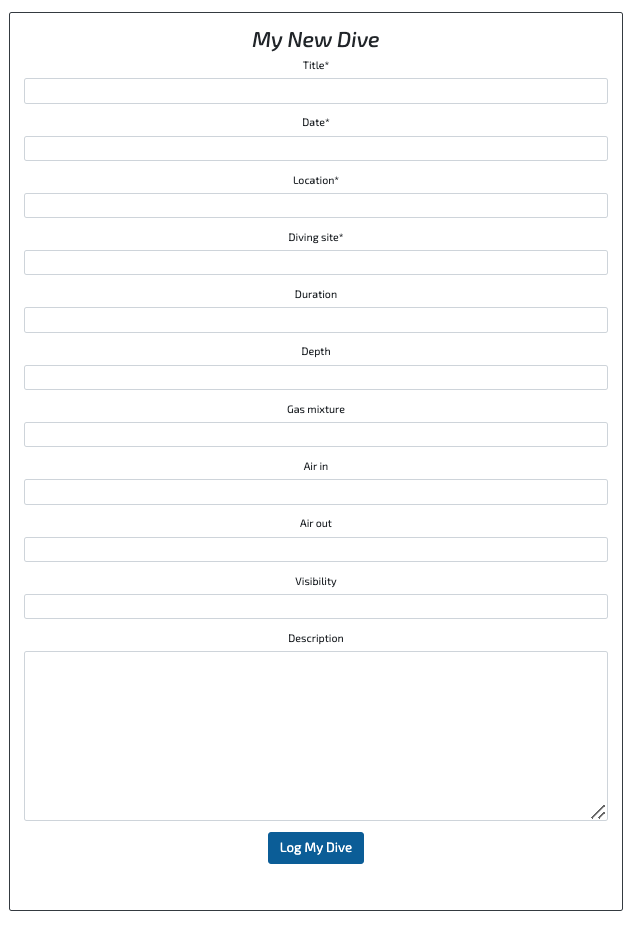 My New Dive
Title*
Date*
Location*
Diving site*
Duration
Depth
Gas mixture
Air in
Air out
Visibility
Description
Log My Dive